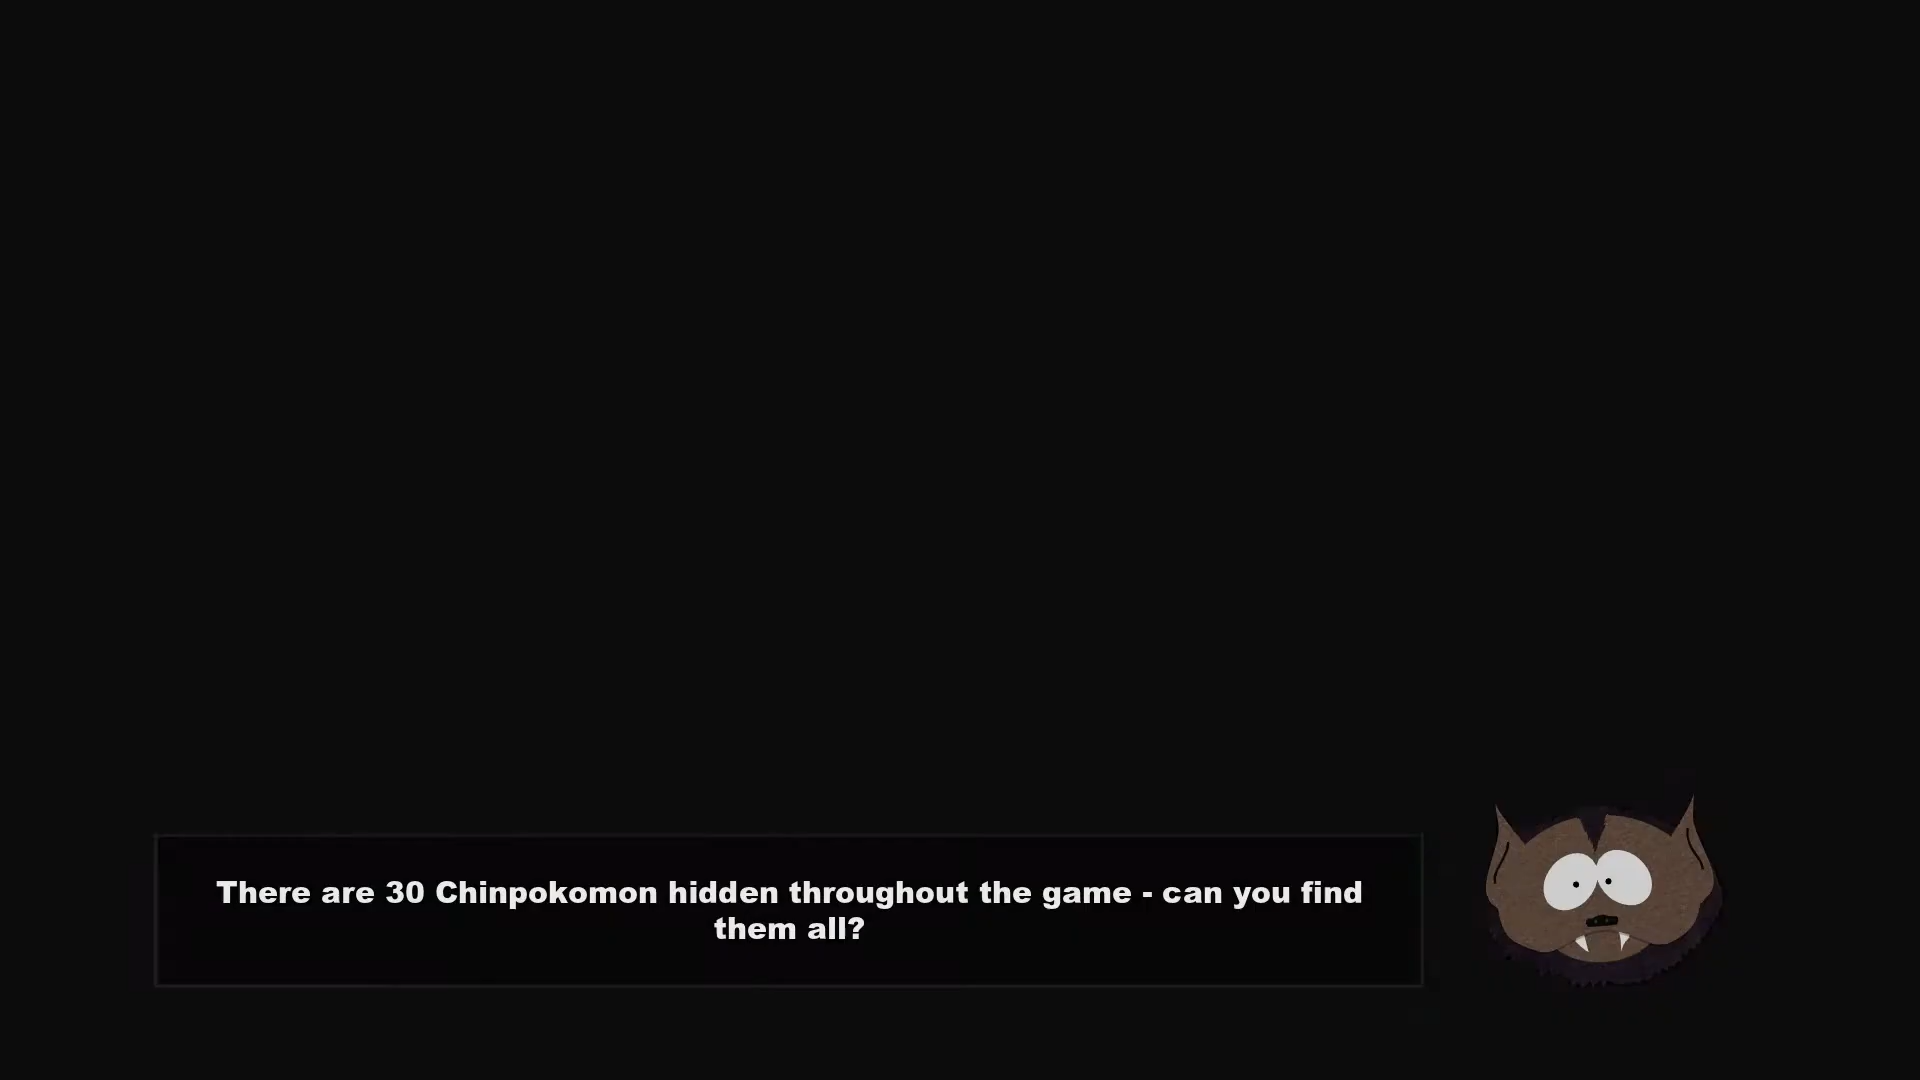 There are 30 Chinpokomon hidden throughout the game - can you find
them all?